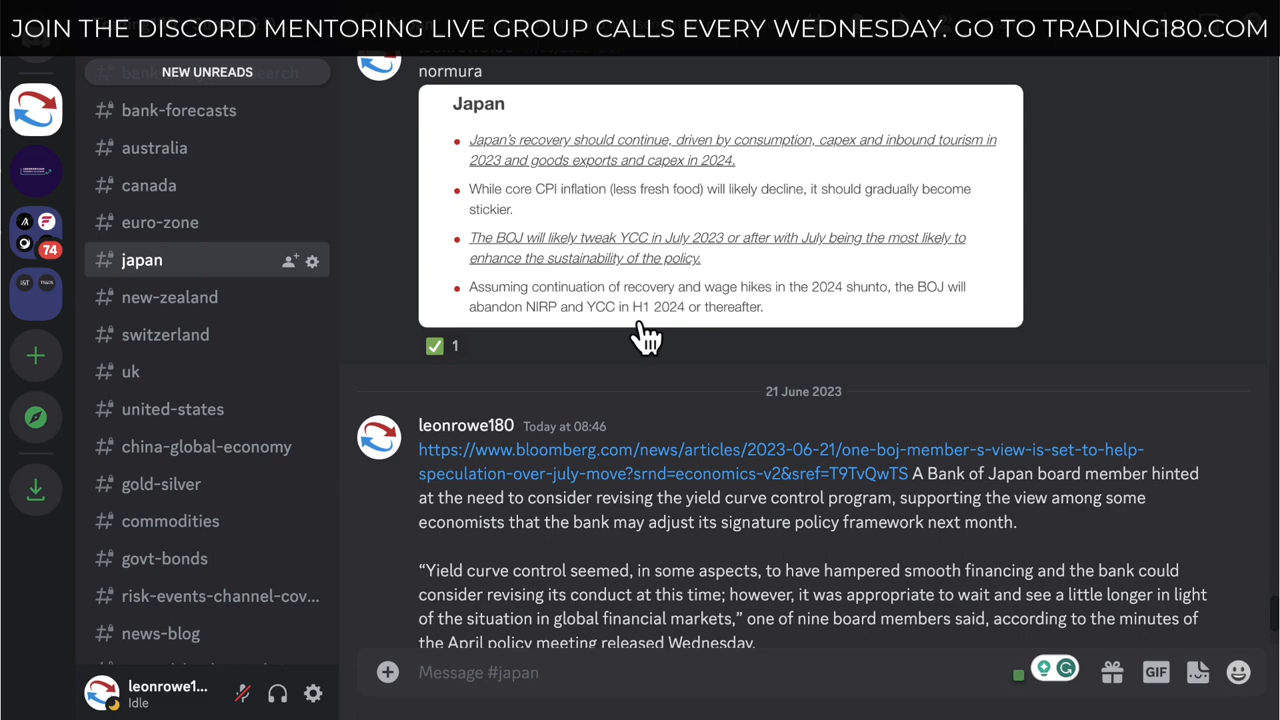 JOIN THE DISCORD MENTORING LIVE GROUP CALLS EVERY WEDNESDAY. GO TO TRADING180.COM
NEW UNREADS
bank-forecasts
australia
canada
euro-zone
japan
new-zealand
switzerland
uk
united-states
china-global-economy
gold-silver
commodities
govt-bonds
risk-events-channel-cov...
news-blog
74
leonrowe1...
Idle
normura
Japan
Japan's recovery should continue, driven by consumption, capex and inbound tourism in
2023 and goods exports and capex in 2024.
While core CPI inflation (less fresh food) will likely decline, it should gradually become
stickier.
The BOJ will likely tweak YCC in July 2023 or after with July being the most likely to
enhance the sustainability of the policy.
Assuming continuation of recovery and wage hikes in the 2024 shunto, the BOJ will
abandon NIRP and YCC in H1 2024 or thereafter.
1
21 June 2023
leonrowe180 Today at 08:46
https://www.bloomberg.com/news/articles/2023-06-21/one-boj-member-s-view-is-set-to-help-
speculation-over-july-move?srnd=economics-v2&sref=T9TvQwTS A Bank of Japan board member hinted
at the need to consider revising the yield curve control program, supporting the view among some
economists that the bank may adjust its signature policy framework next month.
“Yield curve control seemed, in some aspects, to have hampered smooth financing and the bank could
consider revising its conduct at this time; however, it was appropriate to wait and see a little longer in light
of the situation in global financial markets,” one of nine board members said, according to the minutes of
the April policy meeting released Wednesday.
Message #japan
GIF